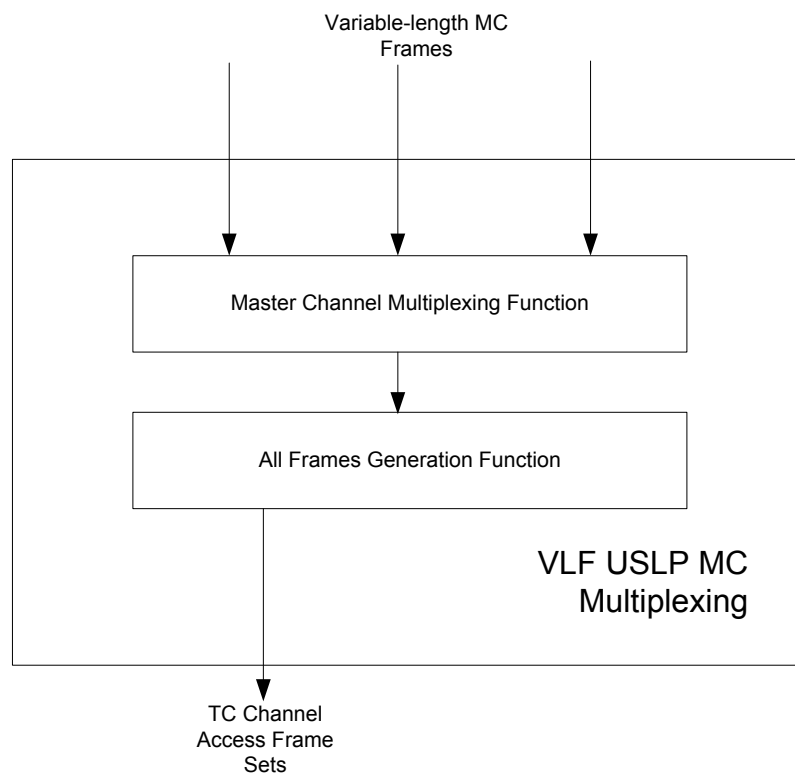 Variable-length MC
Frames
Master Channel Multiplexing Function
All Frames Generation Function
VLF USLP MC
Multiplexing
TC Channel
Access Frame
Sets